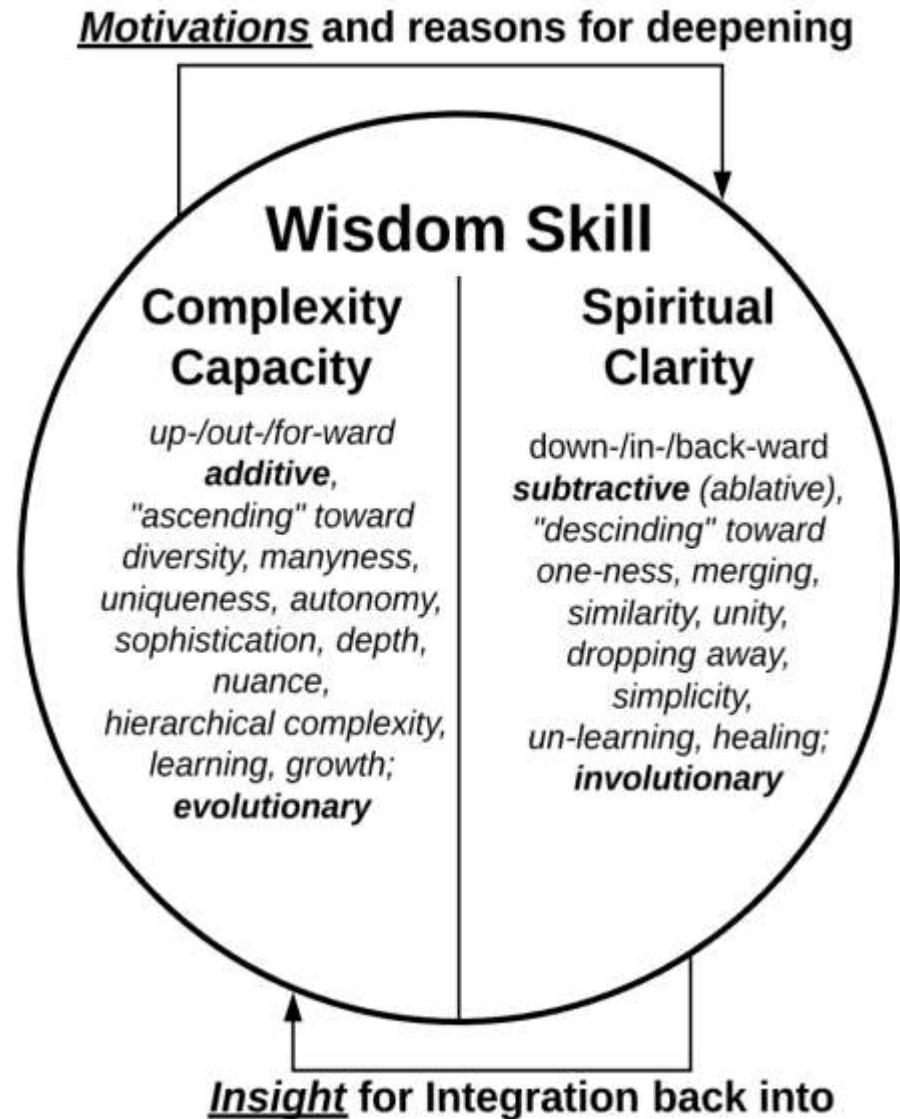 Motivations and reasons for deepening
Wisdom Skill
Complexity
Capacity
up-/out-/for-ward
additive,
"ascending" toward
diversity, manyness,
uniqueness, autonomy,
sophistication, depth,
nuance,
hierarchical complexity,
learning, growth;
evolutionary
Spiritual
Clarity
down-/in-/back-ward
subtractive (ablative),
"descinding" toward
one-ness, merging,
similarity, unity,
dropping away,
simplicity,
un-learning, healing;
involutionary
Insight for Integration back into